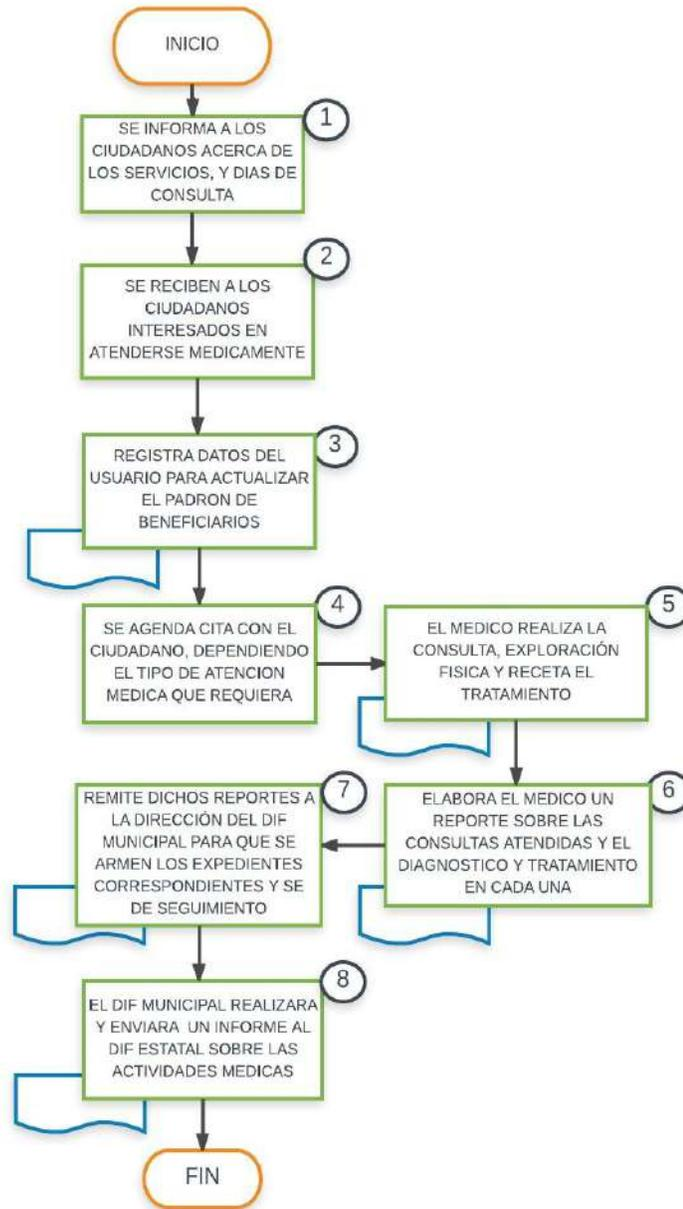 INICIO
1
SE INFORMA A LOS
CIUDADANOS ACERCA DE
LOS SERVICIOS, Y DIAS DE
CONSULTA
2
SE RECIBEN A LOS
CIUDADANOS
INTERESADOS EN
ATENDERSE MEDICAMENTE
3
REGISTRA DATOS DEL
USUARIO PARA ACTUALIZAR
EL PADRON DE
BENEFICIARIOS
4
SE AGENDA CITA CON EL
CIUDADANO, DEPENDIENDO
EL TIPO DE ATENCION
MEDICA QUE REQUIERA
5
EL MEDICO REALIZA LA
CONSULTA, EXPLORACIÓN
FISICA Y RECETA EL
TRATAMIENTO
6
ELABORA EL MEDICO UN
REPORTE SOBRE LAS
CONSULTAS ATENDIDAS Y EL
DIAGNOSTICO Y TRATAMIENTO
EN CADA UNA
7
REMITE DICHOS REPORTES A
LA DIRECCIÓN DEL DIF
MUNICIPAL PARA QUE SE
ARMEN LOS EXPEDIENTES
CORRESPONDIENTES Y SE
DE SEGUIMIENTO
8
EL DIF MUNICIPAL REALIZARA
Y ENVIARA UN INFORME AL
DIF ESTATAL SOBRE LAS
ACTIVIDADES MEDICAS
FIN